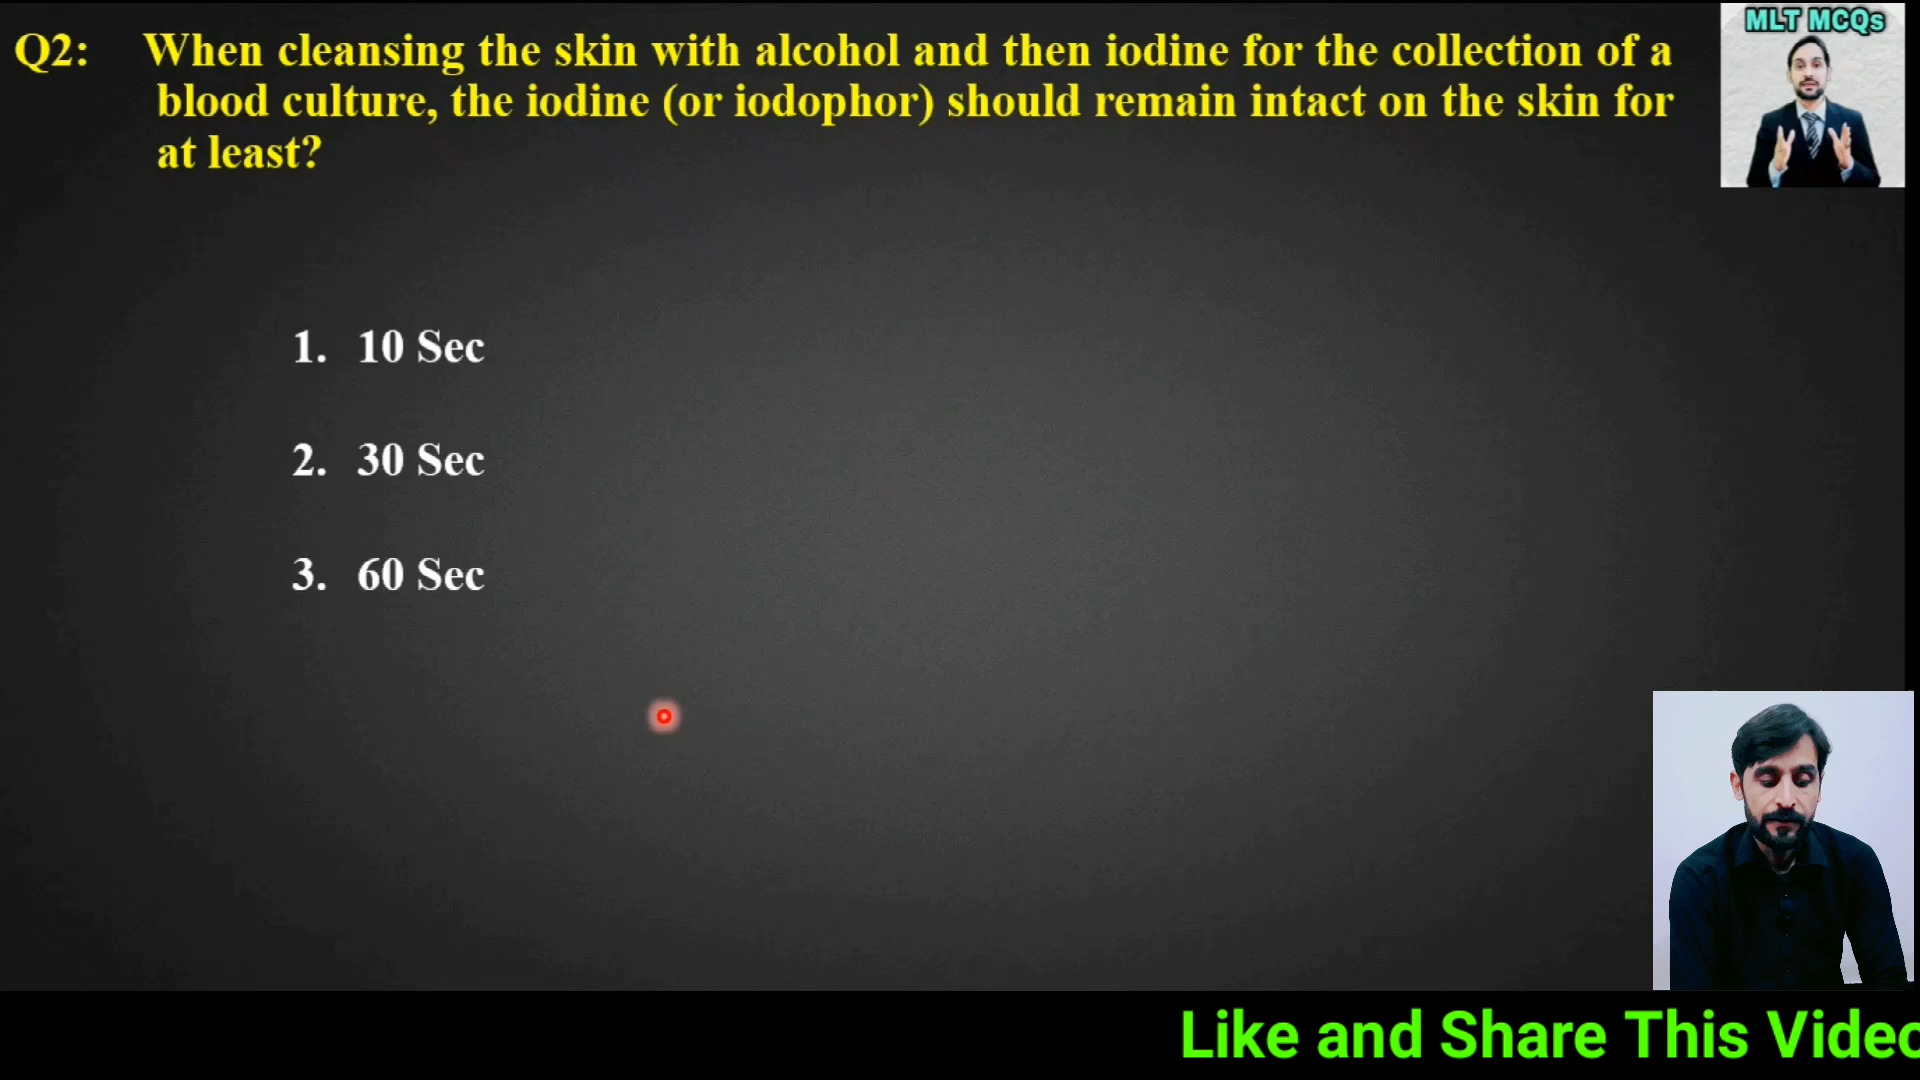 MLT MCQs
Q2: When cleansing the skin with alcohol and then iodine for the collection of a
blood culture, the iodine (or iodophor) should remain intact on the skin for
at least?
1. 10 Sec
2. 30 Sec
3. 60 Sec
Like and Share This Video